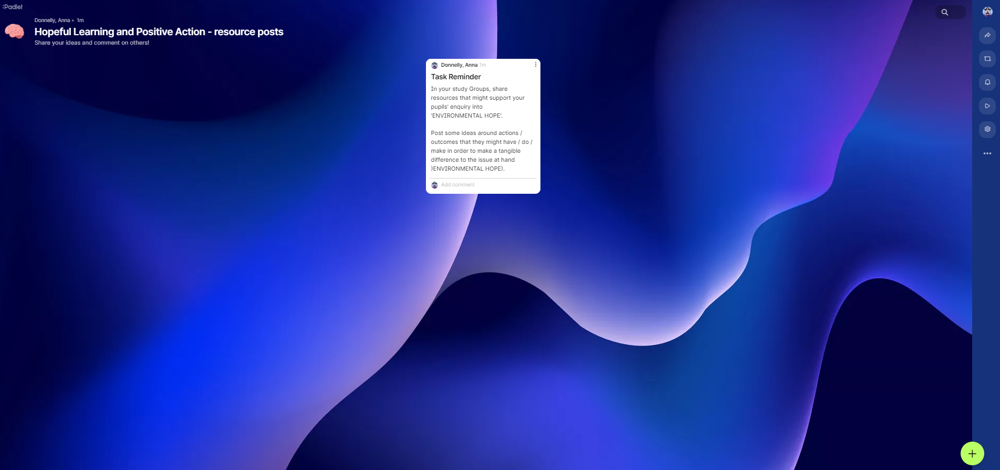 :Padlet
Donnelly, Anna • 1m
Hopeful Learning and Positive Action - resource posts
Share your ideas and comment on others!
Donnelly, Anna 1m
Task Reminder
In your study Groups, share
resources that might support your
pupils' enquiry into
'ENVIRONMENTAL HOPE'.
Post some ideas around actions /
outcomes that they might have / do /
make in order to make a tangible
difference to the issue at hand
)ENVIRONMENTAL HOPE).
Add comment